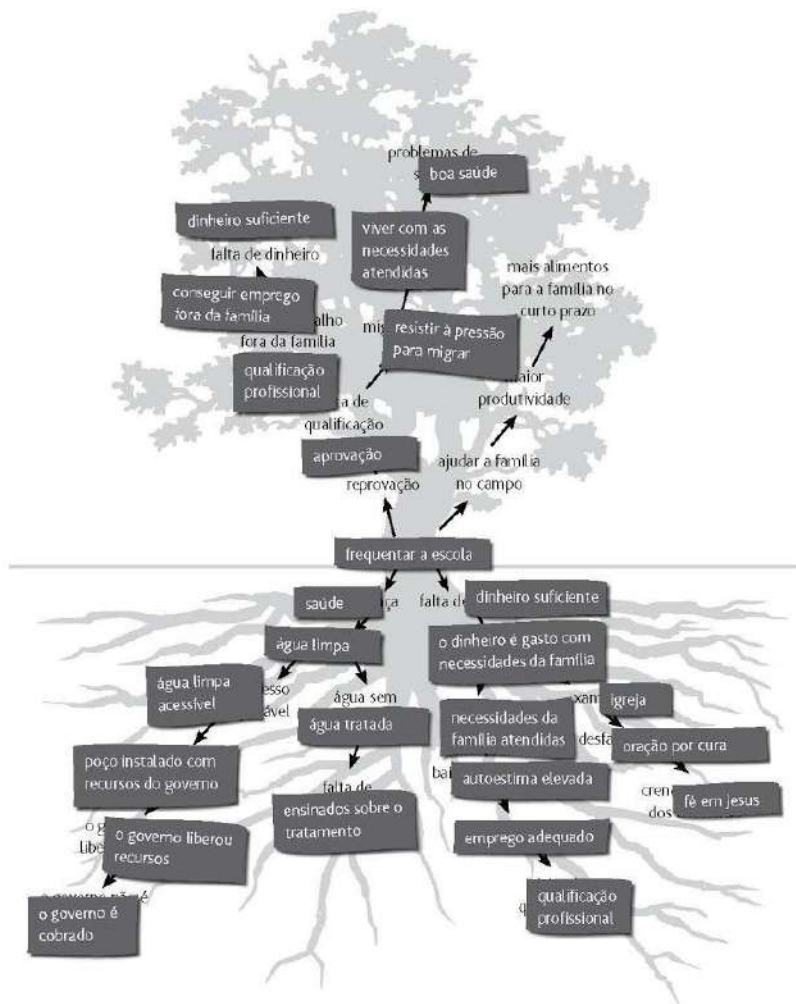 problemas de
boa saúde
dinheiro suficiente
falta de dinheiro
viver com as
necessidades
atendidas
mais alimentos
para a família no
curto prazo
conseguir emprego
fora da família
fora da família
resistir à pressão
para migrar
qualificação
profissional
maior
produtividade
qualificação
aprovação
reprovação
ajudar a família
no campo
frequentar a escola
saúde
falta de
dinheiro suficiente
água limpa
o dinheiro é gasto com
necessidades da família
água limpa
acessível
água sem
água tratada
necessidades da
família atendidas
igreja
oração por cura
poço instalado com
recursos do governo
falta de
ensinados sobre o
tratamento
autoestima elevada
fé em jesus
dos
o governo liberou
recursos
emprego adequado
o governo é
cobrado
qualificação
profissional